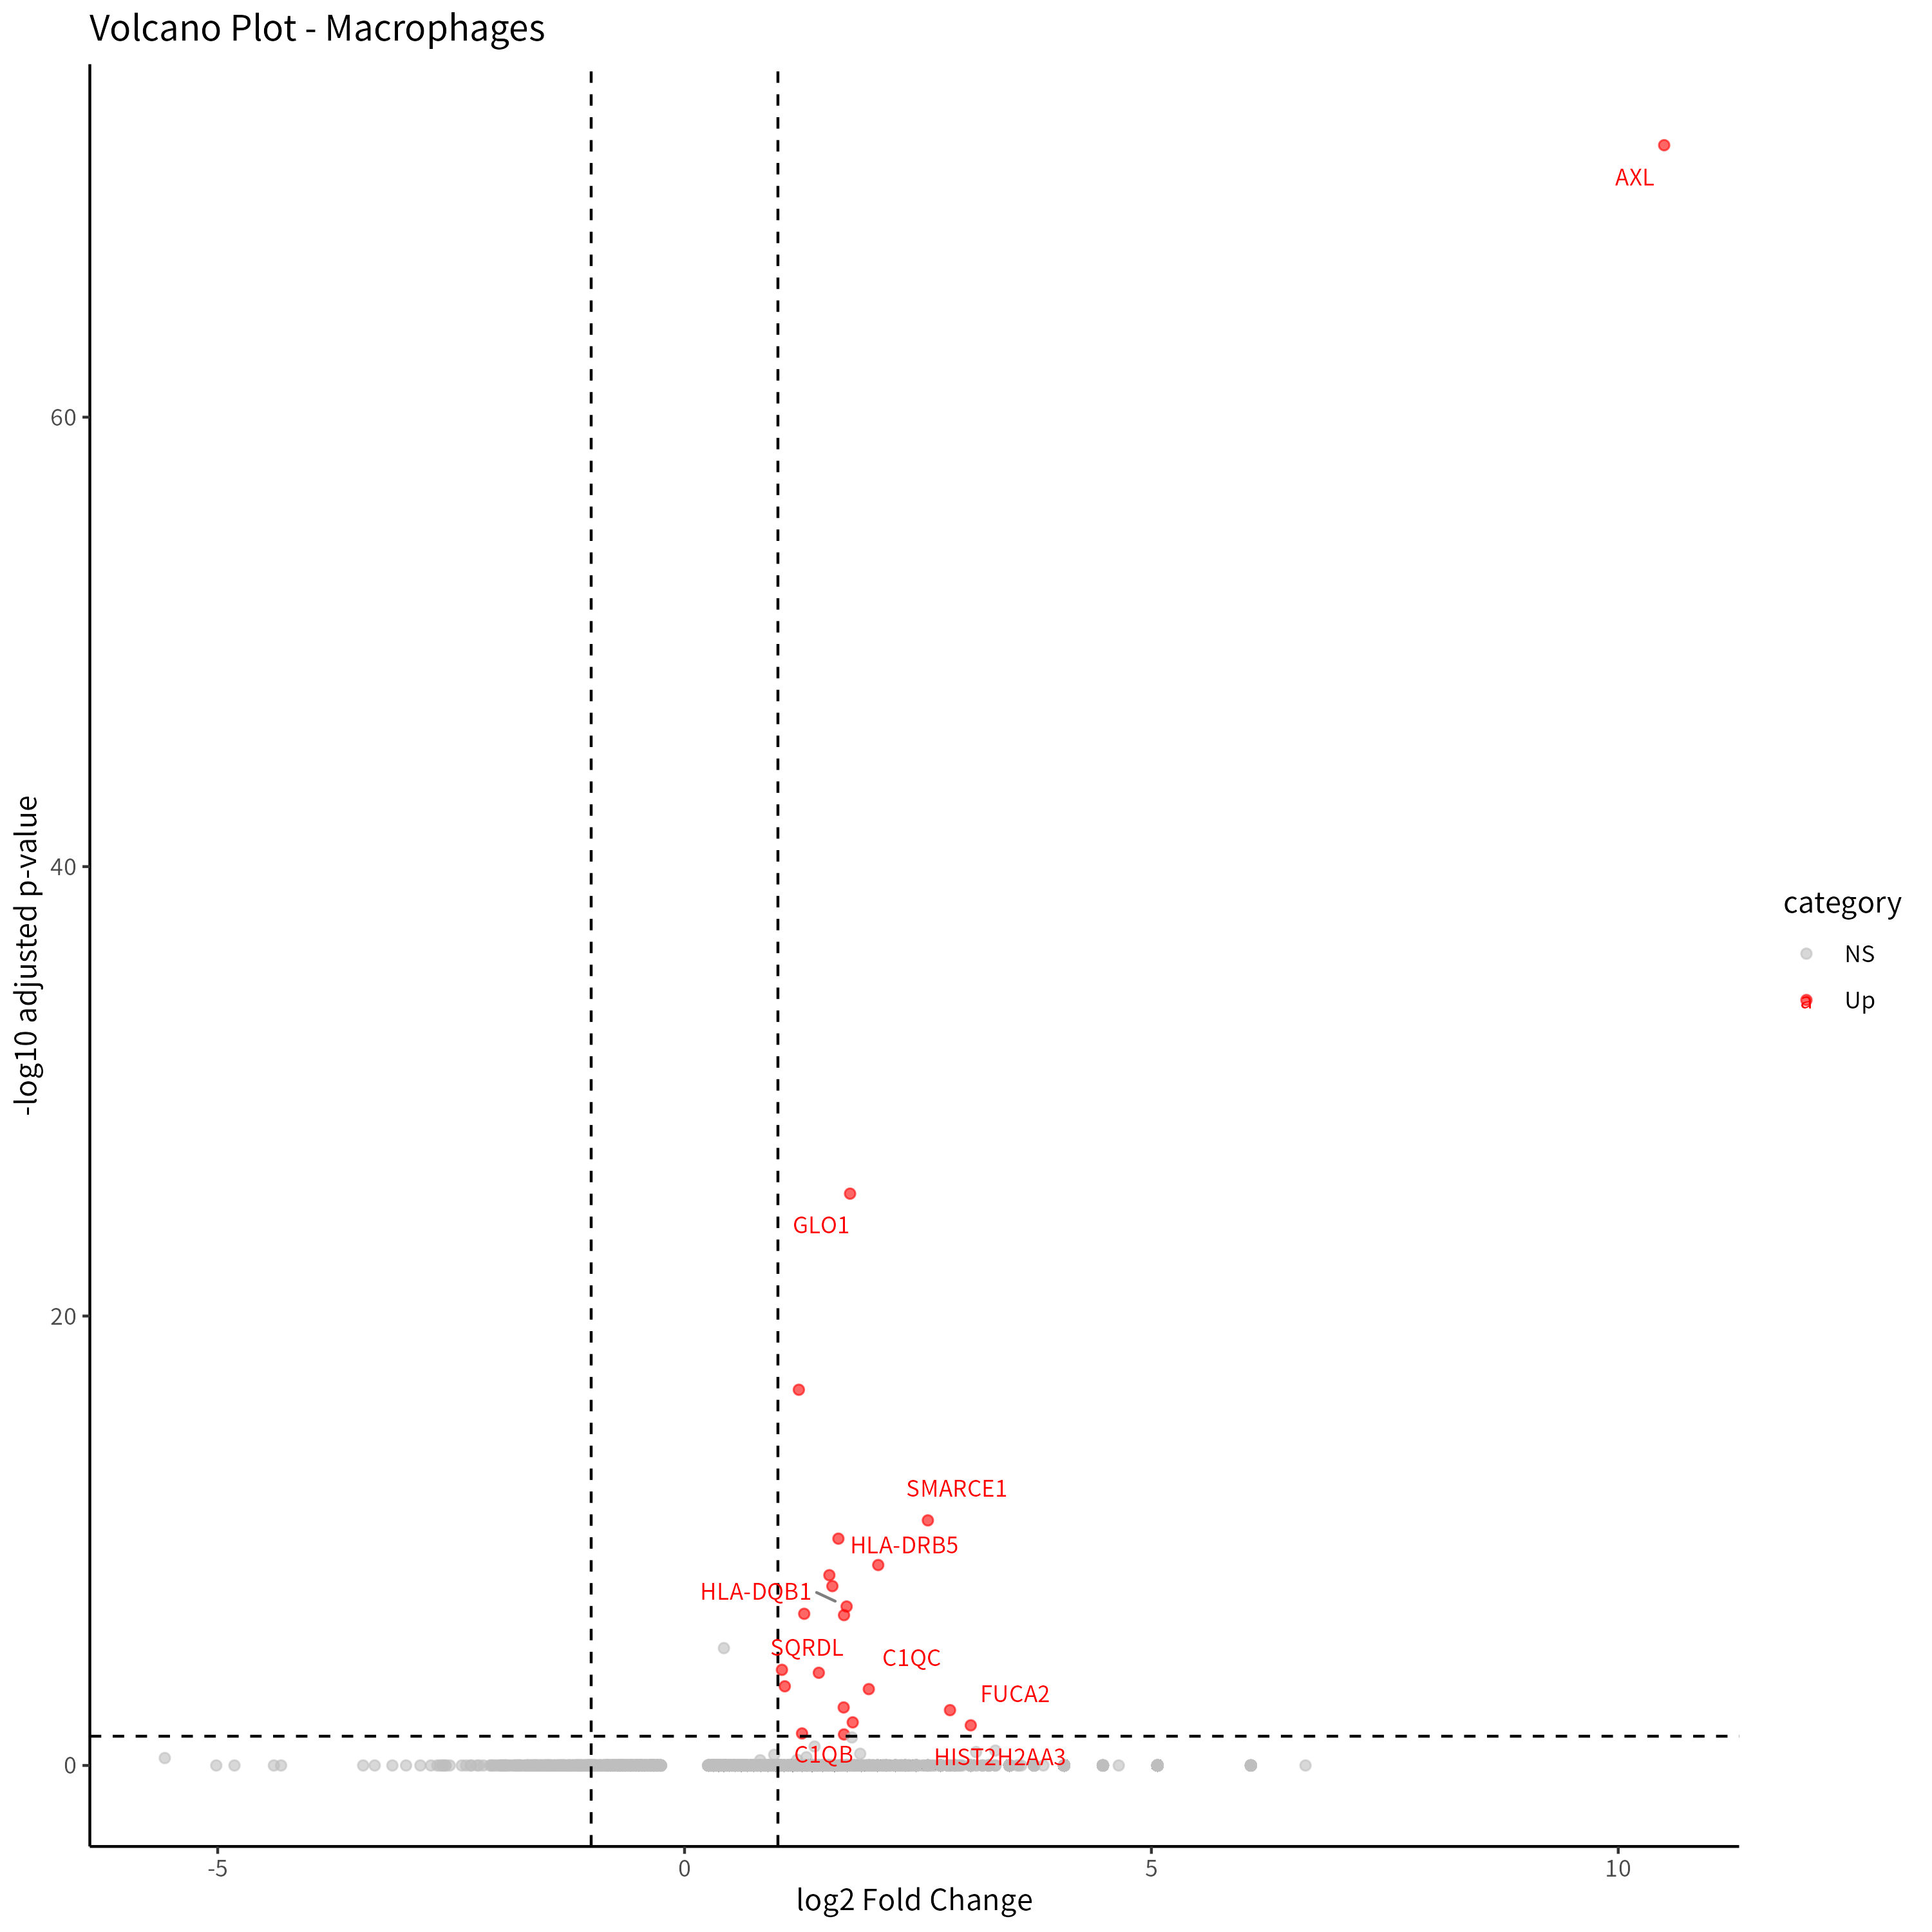 Volcano Plot - Macrophages
AXL
60
-log10 adjusted p-value
40
category
NS
a Up
GLO1
20
SMARCE1
HLA-DRB5
HLA-DQB1
SQRDL
C1QC
FUCA2
C1QB
HIST2H2AA3
0
-5 0 5 10
log2 Fold Change